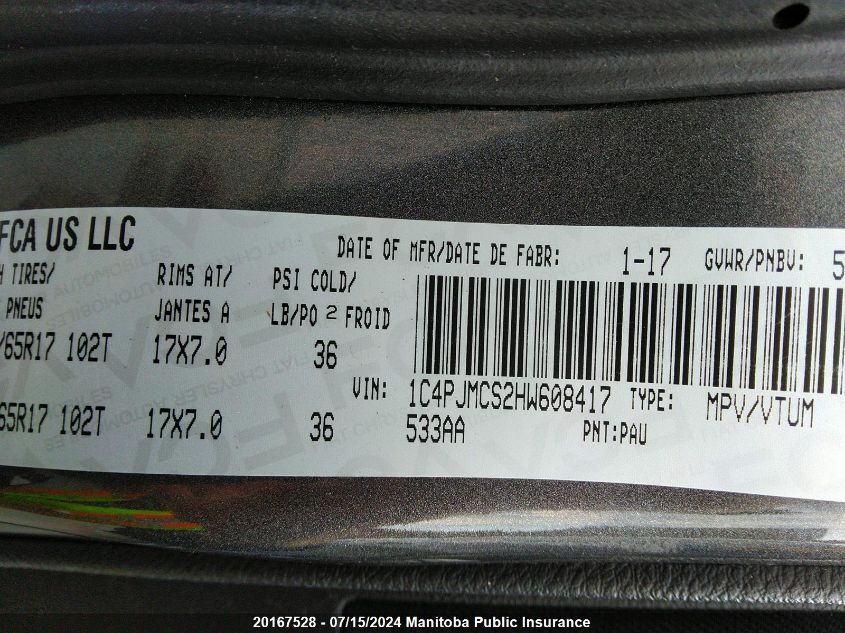 FCA US LLC
DATE OF MFR/DATE DE FABR: 1-17 GVWR/PNBV: 5
TIRES/ RIMS AT/ PSI COLD/
PNEUS JANTES A LB/PO 2 FROID
/65R17 102T 17X7.0 36
VIN: 1C4PJMCS2HW608417 TYPE: MPV/VTUM
65R17 102T 17X7.0 36 533AA PNT:PAU
20167528 - 07/15/2024 Manitoba Public Insurance